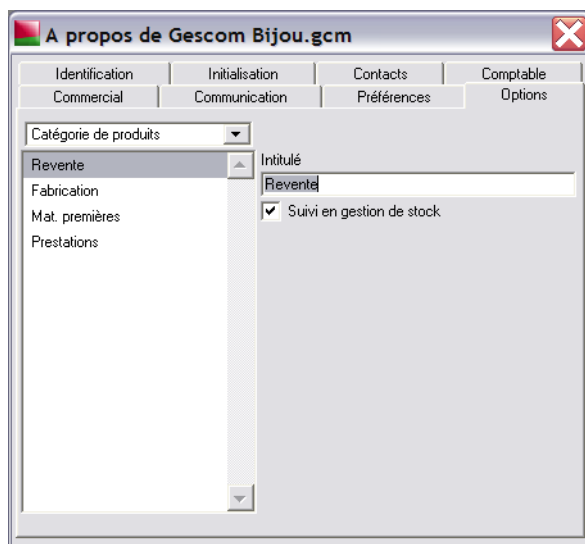 A propos de Gescom Bijou.gcm
Identification Initialisation Contacts Comptable
Commercial Communication Préférences Options
Catégorie de produits
Intitulé
Revente
Revente
Fabrication
Suivi en gestion de stock
Mat. premières
Prestations